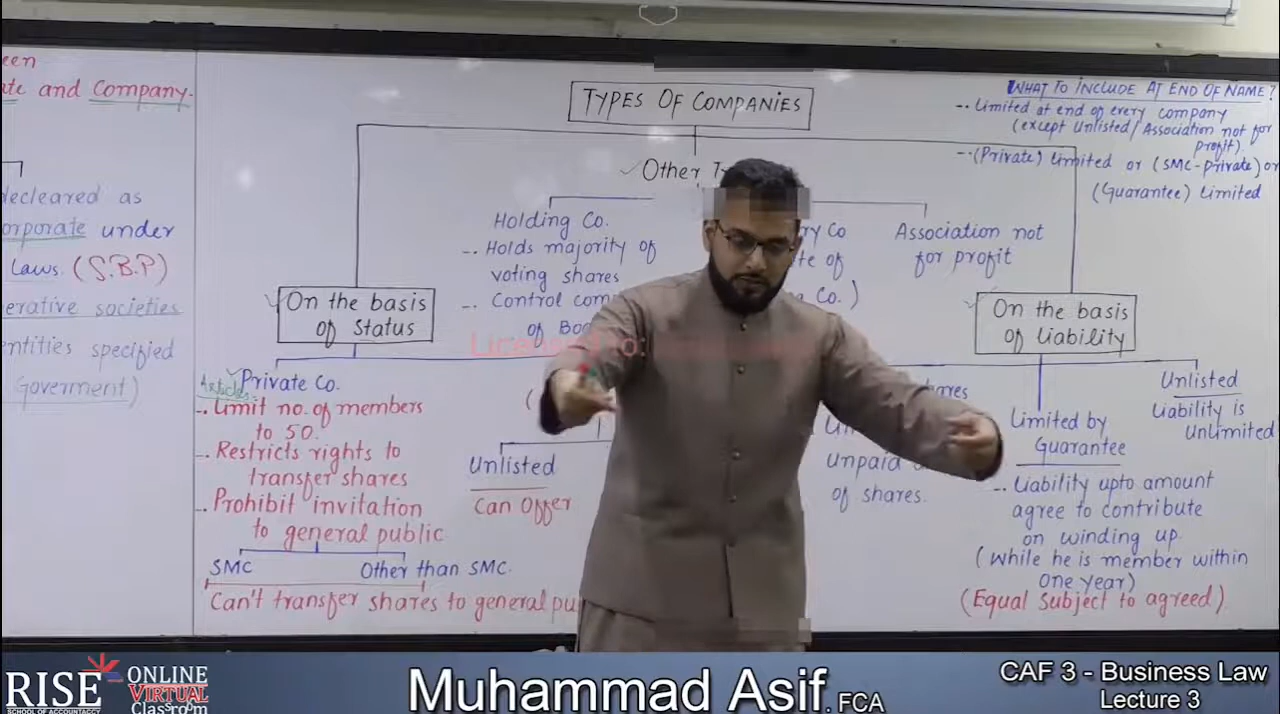 een
ate and Company.
decleared as
orporate under
Laws. (S.B.P)
erative societies
entities specified
Goverment)
TYPES OF COMPANIES
WHAT TO INCLUDE AT END OF NAME?
-- Limited at end of every company
(except Unlisted/Association not for
profit).
-- (Private) Limited or (SMC-private) or
(Guarantee) Limited
Other
Holding Co.
-- Holds majority of
voting shares
-- Control
of
ry Co
te of
Co.)
Association not
for profit
On the basis
of Status
On the basis
of Liability
Licensed to:
Articles:
Private Co.
-- Limit no. of members
to 50.
-- Restricts rights to
transfer shares
-- Prohibit invitation
to general public
SMC
Other than SMC.
Can't transfer shares to general pu
Unlisted
Can Offer
hares
unpaid
of shares.
Limited by
Guarantee
-- Liability upto amount
agree to contribute
on winding up.
(While he is member within
one year)
(Equal Subject to agreed)
Unlisted
Liability is
Unlimited
RISE
SCHOOL OF ACCOUNTANCY
ONLINE
VIRTUAL
Classroom
Muhammad Asif. FCA
CAF 3 - Business Law
Lecture 3